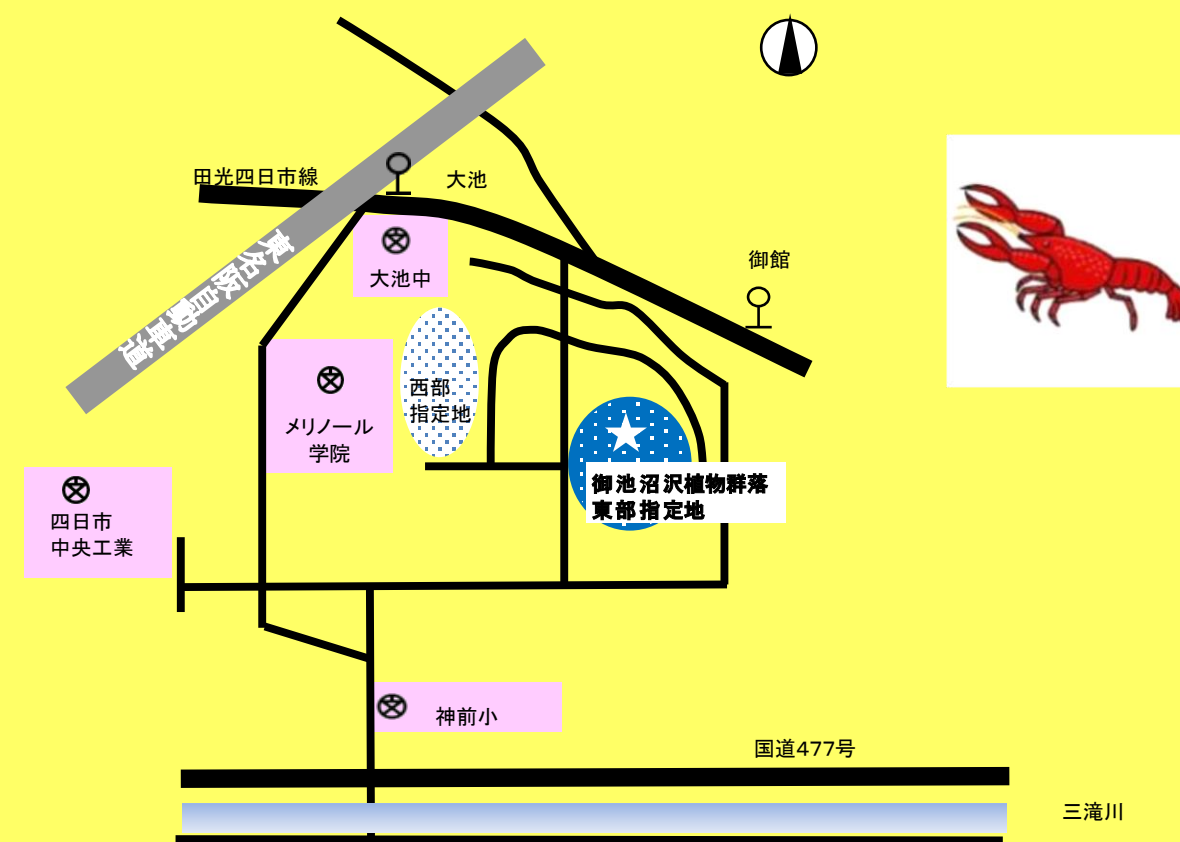 田光四日市線
大池
御館
東名阪自動車道
大池中
西部
指定地
メリノール
学院
御池沼沢植物群落
東部指定地
四日市
中央工業
神前小
国道477号
三滝川